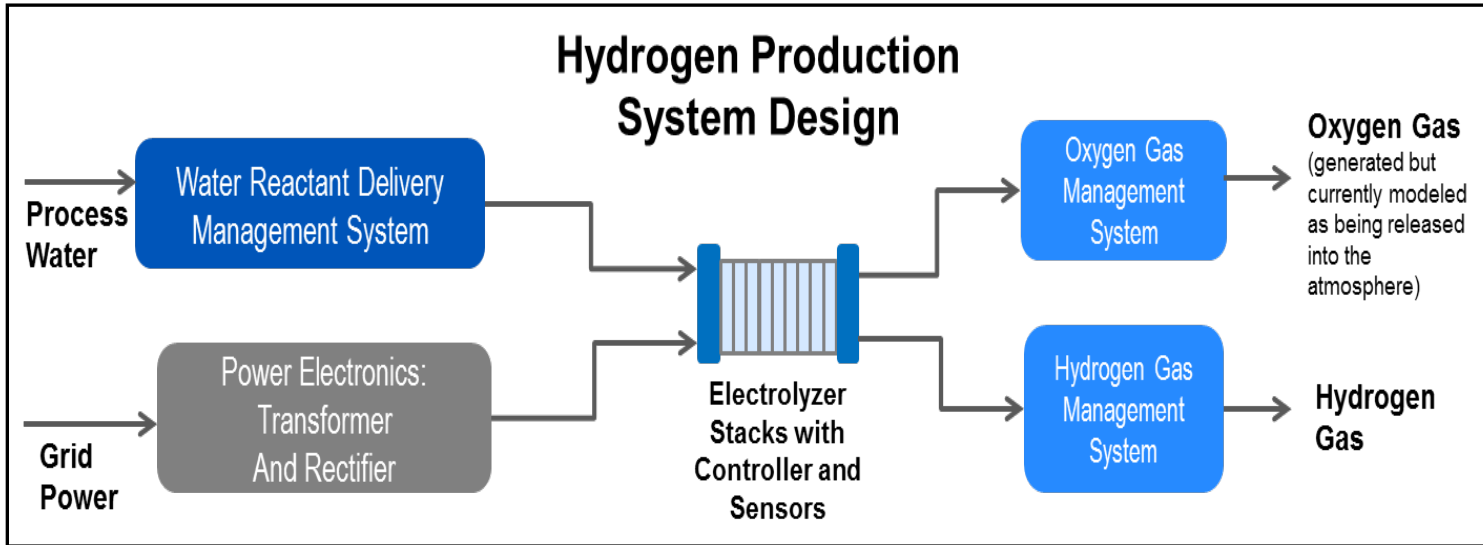 Hydrogen Production
System Design
Process
Water
Water Reactant Delivery
Management System
Grid
Power
Power Electronics:
Transformer
And Rectifier
Electrolyzer
Stacks with
Controller and
Sensors
Oxygen Gas
Management
System
Oxygen Gas
(generated but
currently modeled
as being released
into the
atmosphere)
Hydrogen Gas
Management
System
Hydrogen
Gas